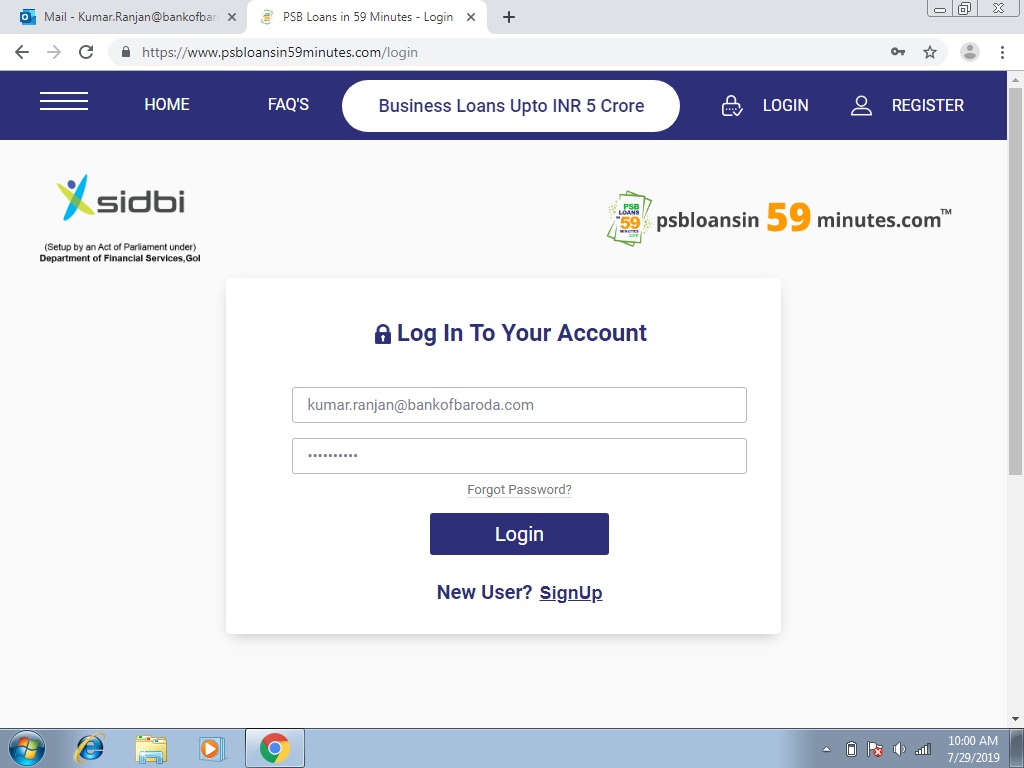 Mail - Kumar.Ranjan@bankofbar
PSB Loans in 59 Minutes - Login
https://www.psbloansin59minutes.com/login
HOME
FAQ'S
Business Loans Upto INR 5 Crore
LOGIN
REGISTER
sidbi
(Setup by an Act of Parliament under)
Department of Financial Services,GoI
PSB
LOANS
IN
59
MINUTES
.com
psbloansin 59 minutes.com™
Log In To Your Account
kumar.ranjan@bankofbaroda.com
••••••••••
Forgot Password?
Login
New User? SignUp
10:00 AM
7/29/2019